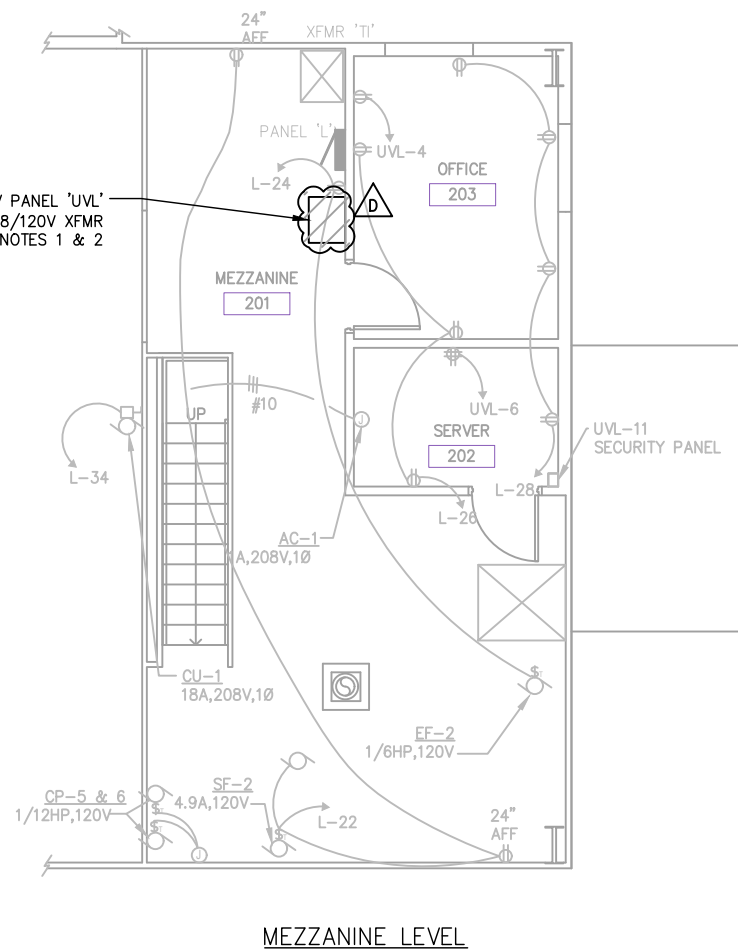 24"
AFF
XFMR 'T1'
PANEL 'L'
UVL-4
L-24
OFFICE
203
PANEL 'UVL'
8/120V XFMR
NOTES 1 & 2
D
MEZZANINE
201
UVL-6
#10
UP
SERVER
202
UVL-11
SECURITY PANEL
L-34
L-28
L-26
J
AC-1
A,208V,1Ø
CU-1
18A,208V,1Ø
EF-2
1/6HP,120V
CP-5 & 6
1/12HP,120V
SF-2
4.9A,120V
L-22
24"
AFF
J
MEZZANINE LEVEL